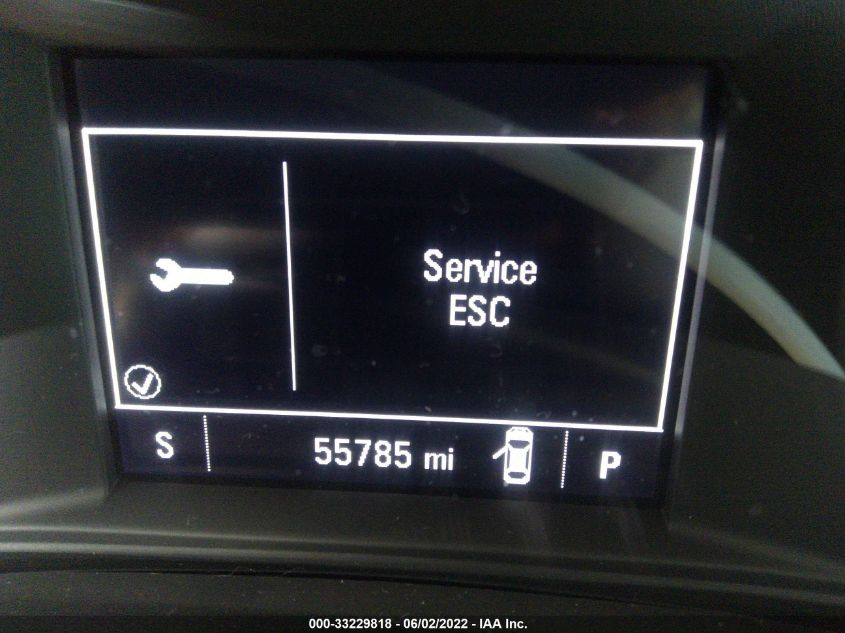 Service
ESC
S 55785 mi P
000-33229818 - 06/02/2022 - IAA Inc.